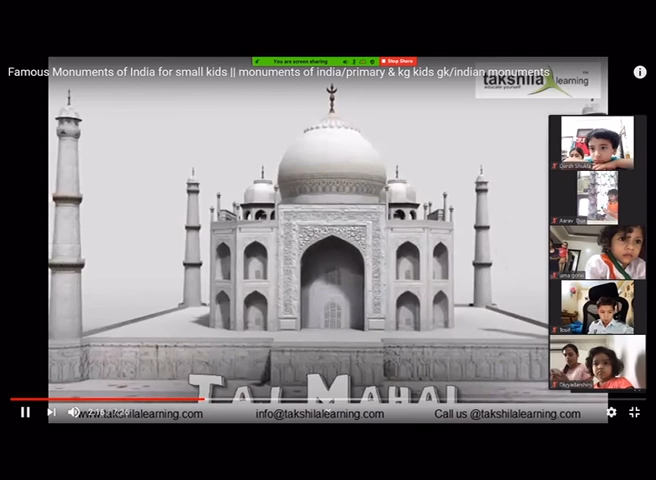 You are screen sharing
Stop Share
Famous Monuments of India for small kids || monuments of india/primary & kg kids gk/indian monuments
takshila learning
educate yourself
TAJ MAHAL
www.takshilalearning.com
info@takshilalearning.com
Call us @takshilalearning.com